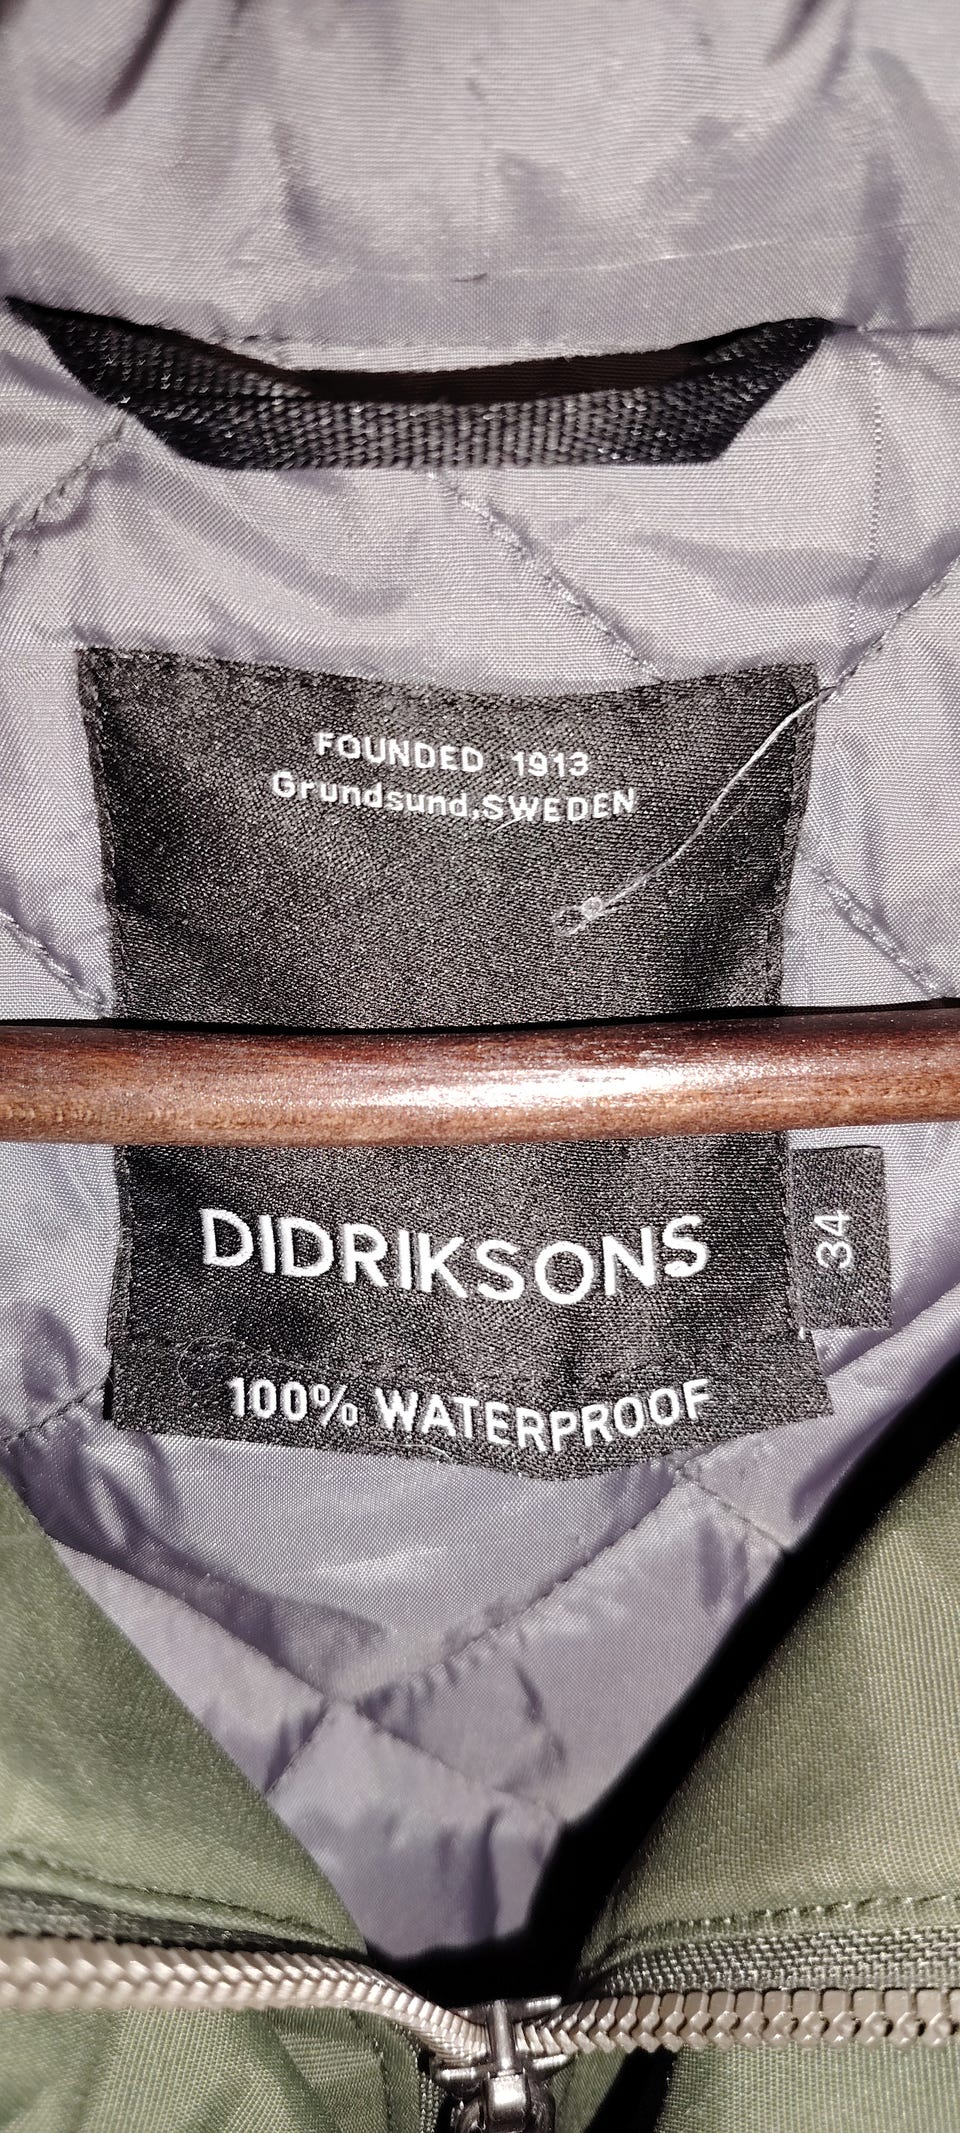 FOUNDED 1913
Grundsund,SWEDEN
DIDRIKSONS
34
100% WATERPROOF